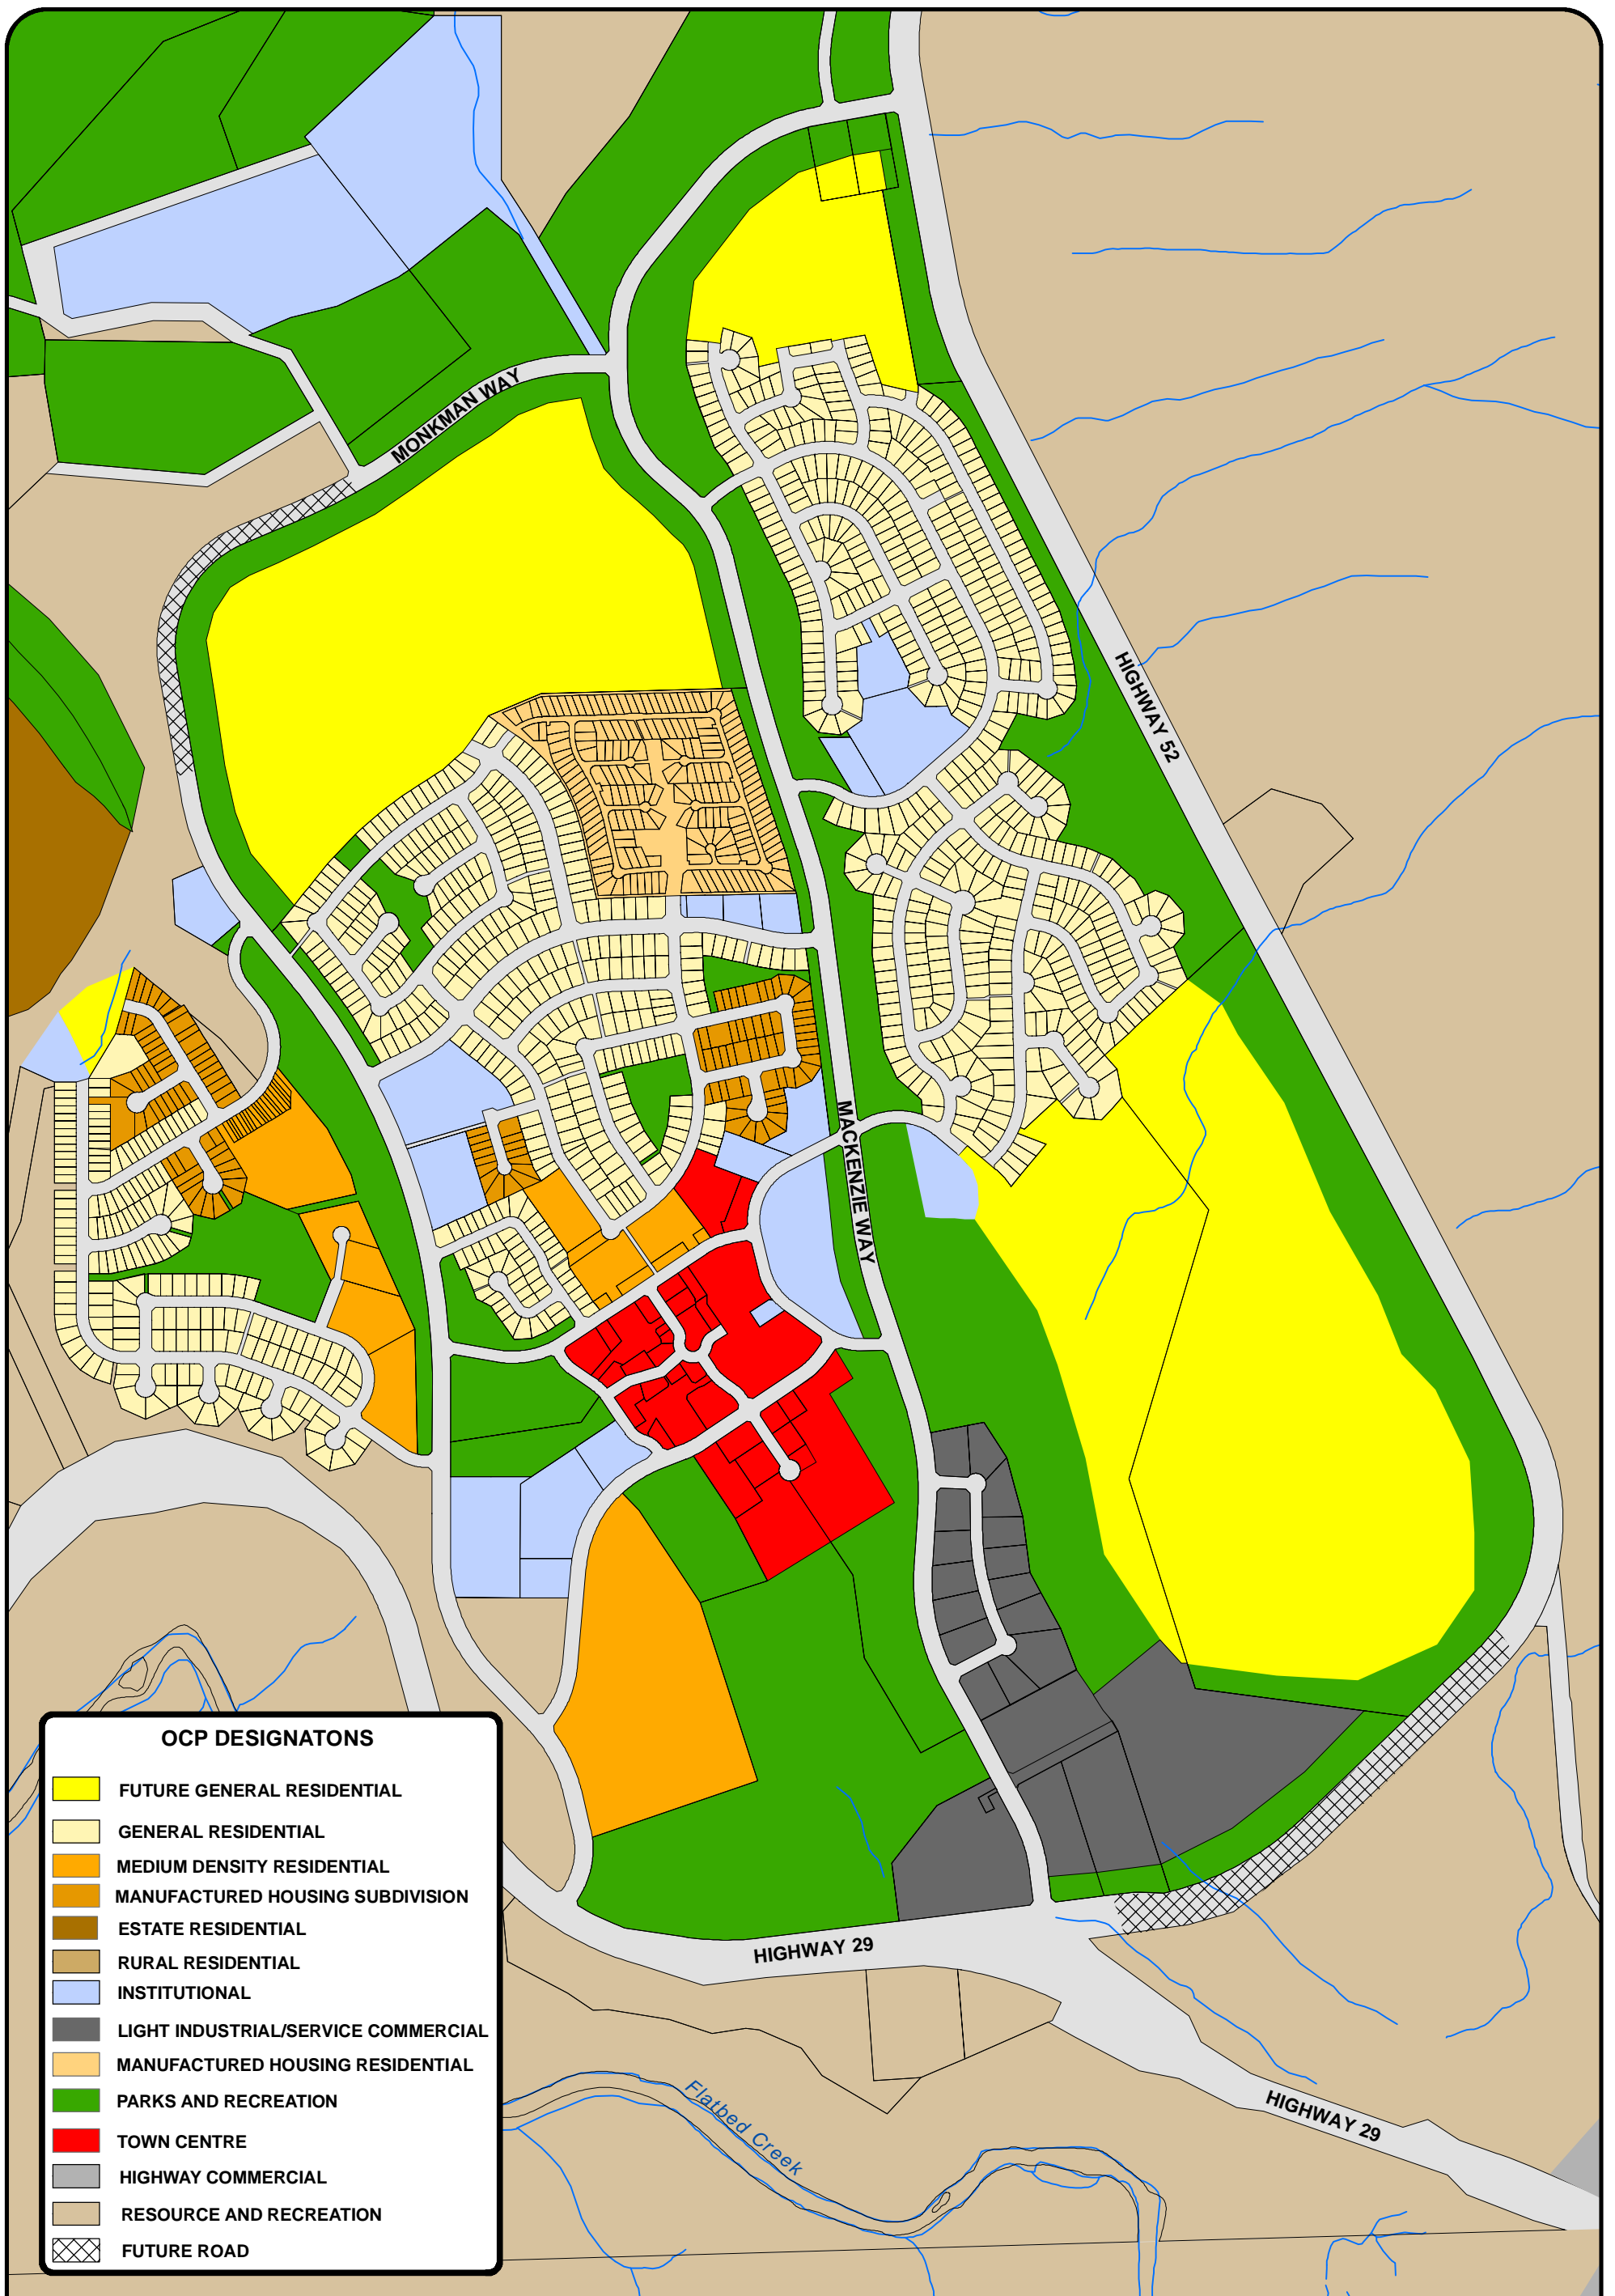 MONKMAN WAY
HIGHWAY 52
MACKENZIE WAY
OCP DESIGNATONS
FUTURE GENERAL RESIDENTIAL
GENERAL RESIDENTIAL
MEDIUM DENSITY RESIDENTIAL
MANUFACTURED HOUSING SUBDIVISION
ESTATE RESIDENTIAL
RURAL RESIDENTIAL
INSTITUTIONAL
LIGHT INDUSTRIAL/SERVICE COMMERCIAL
MANUFACTURED HOUSING RESIDENTIAL
PARKS AND RECREATION
TOWN CENTRE
HIGHWAY COMMERCIAL
RESOURCE AND RECREATION
FUTURE ROAD
HIGHWAY 29
Flatbed Creek
HIGHWAY 29